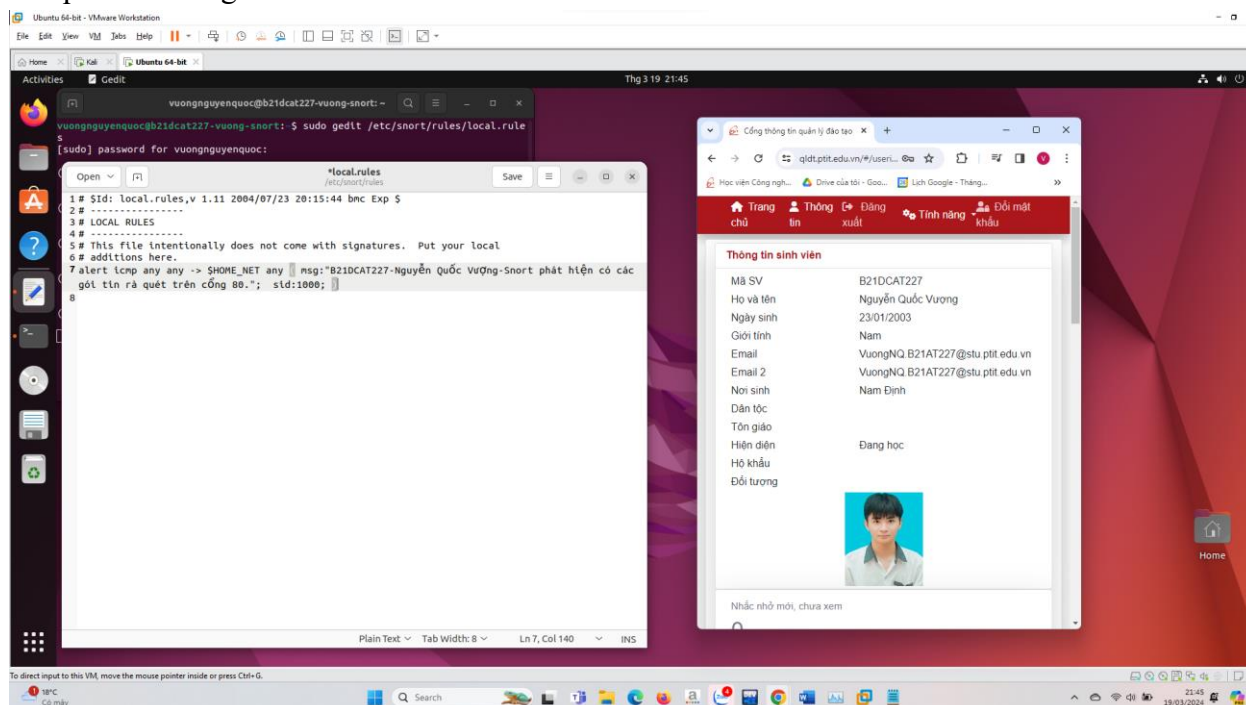 Ubuntu 64-bit - VMware Workstation
File Edit View VM Tabs Help
Home Kali Ubuntu 64-bit
Activities Gedit Thg 3 19 21:45
vuongnguyenquoc@b21dcat227-vuong-snort: ~
vuongnguyenquoc@b21dcat227-vuong-snort:~$ sudo gedit /etc/snort/rules/local.rule
s
[sudo] password for vuongnguyenquoc:
Open *local.rules Save
/etc/snort/rules
1 # $Id: local.rules,v 1.11 2004/07/23 20:15:44 bmc Exp $
2 # ----------------
3 # LOCAL RULES
4 # ----------------
5 # This file intentionally does not come with signatures. Put your local
6 # additions here.
7 alert icmp any any -> $HOME_NET any ( msg:"B21DCAT227-Nguyễn Quốc Vượng-Snort phát hiện có các
gói tin rà quét trên cổng 80."; sid:1000; )
8
Plain Text Tab Width: 8 Ln 7, Col 140 INS
Cổng thông tin quản lý đào tạo
qldt.ptit.edu.vn/#/useri...
Học viện Công ngh... Drive của tôi - Goo... Lịch Google - Tháng... »
Trang chủ Thông tin Đăng xuất Tính năng Đổi mật khẩu
Thông tin sinh viên
Mã SV B21DCAT227
Họ và tên Nguyễn Quốc Vượng
Ngày sinh 23/01/2003
Giới tính Nam
Email VuongNQ.B21AT227@stu.ptit.edu.vn
Email 2 VuongNQ.B21AT227@stu.ptit.edu.vn
Nơi sinh Nam Định
Dân tộc
Tôn giáo
Hiện diện Đang học
Hộ khẩu
Đối tượng
Nhắc nhở mới, chưa xem
Home
To direct input to this VM, move the mouse pointer inside or press Ctrl+G.
1
18°C
Có mây
Search
21:45
19/03/2024